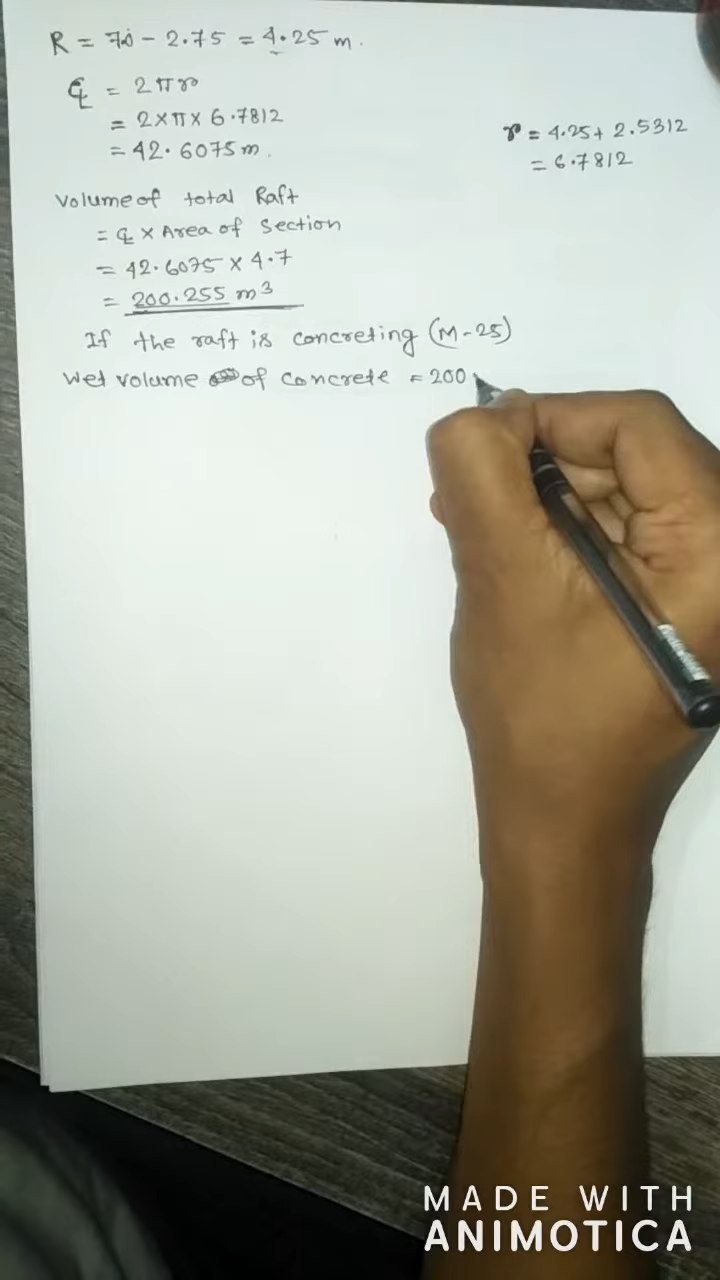 R = 7.0 - 2.75 = 4.25 m.
℄ = 2πr
= 2×π× 6.7812
= 42.6075 m.
r = 4.25 + 2.5312
= 6.7812
Volume of total Raft
= ℄ × Area of Section
= 42.6075 × 4.7
= 200.255 m³
If the raft is concreting (M-25)
Wet volume of concrete = 200
MADE WITH
ANIMOTICA